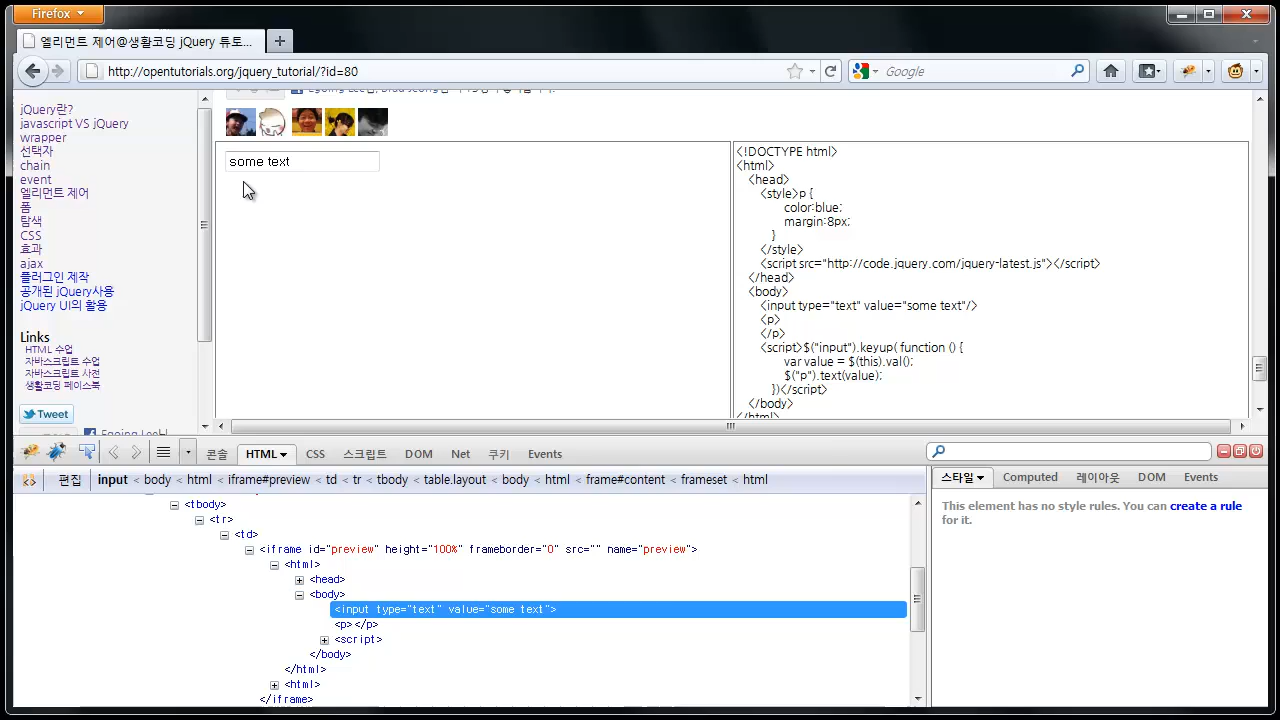 Firefox
엘리먼트 제어@생활코딩 jQuery 튜토...
http://opentutorials.org/jquery_tutorial/?id=80
Google
jQuery란?
javascript VS jQuery
wrapper
선택자
chain
event
엘리먼트 제어
폼
탐색
CSS
효과
ajax
플러그인 제작
공개된 jQuery사용
jQuery UI의 활용
Links
HTML 수업
자바스크립트 수업
자바스크립트 사전
생활코딩 페이스북
Tweet
Egoing Lee님
some text
<!DOCTYPE html>
<html>
<head>
<style>p {
color:blue;
margin:8px;
}
</style>
<script src="http://code.jquery.com/jquery-latest.js"></script>
</head>
<body>
<input type="text" value="some text"/>
<p>
</p>
<script>$("input").keyup( function () {
var value = $(this).val();
$("p").text(value);
})</script>
</body>
</html>
콘솔 HTML CSS 스크립트 DOM Net 쿠키 Events
편집 input < body < html < iframe#preview < td < tr < tbody < table.layout < body < html < frame#content < frameset < html
<tbody>
<tr>
<td>
<iframe id="preview" height="100%" frameborder="0" src="" name="preview">
<html>
<head>
<body>
<input type="text" value="some text">
<p></p>
<script>
</body>
</html>
<html>
</iframe>
스타일 Computed 레이아웃 DOM Events
This element has no style rules. You can create a rule
for it.